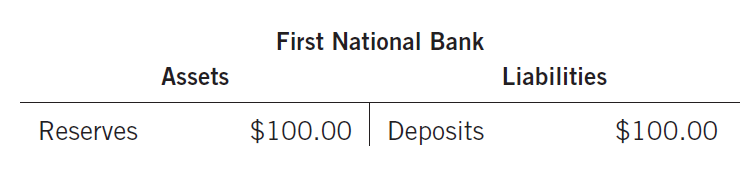 First National Bank
Assets Liabilities
Reserves $100.00 Deposits $100.00